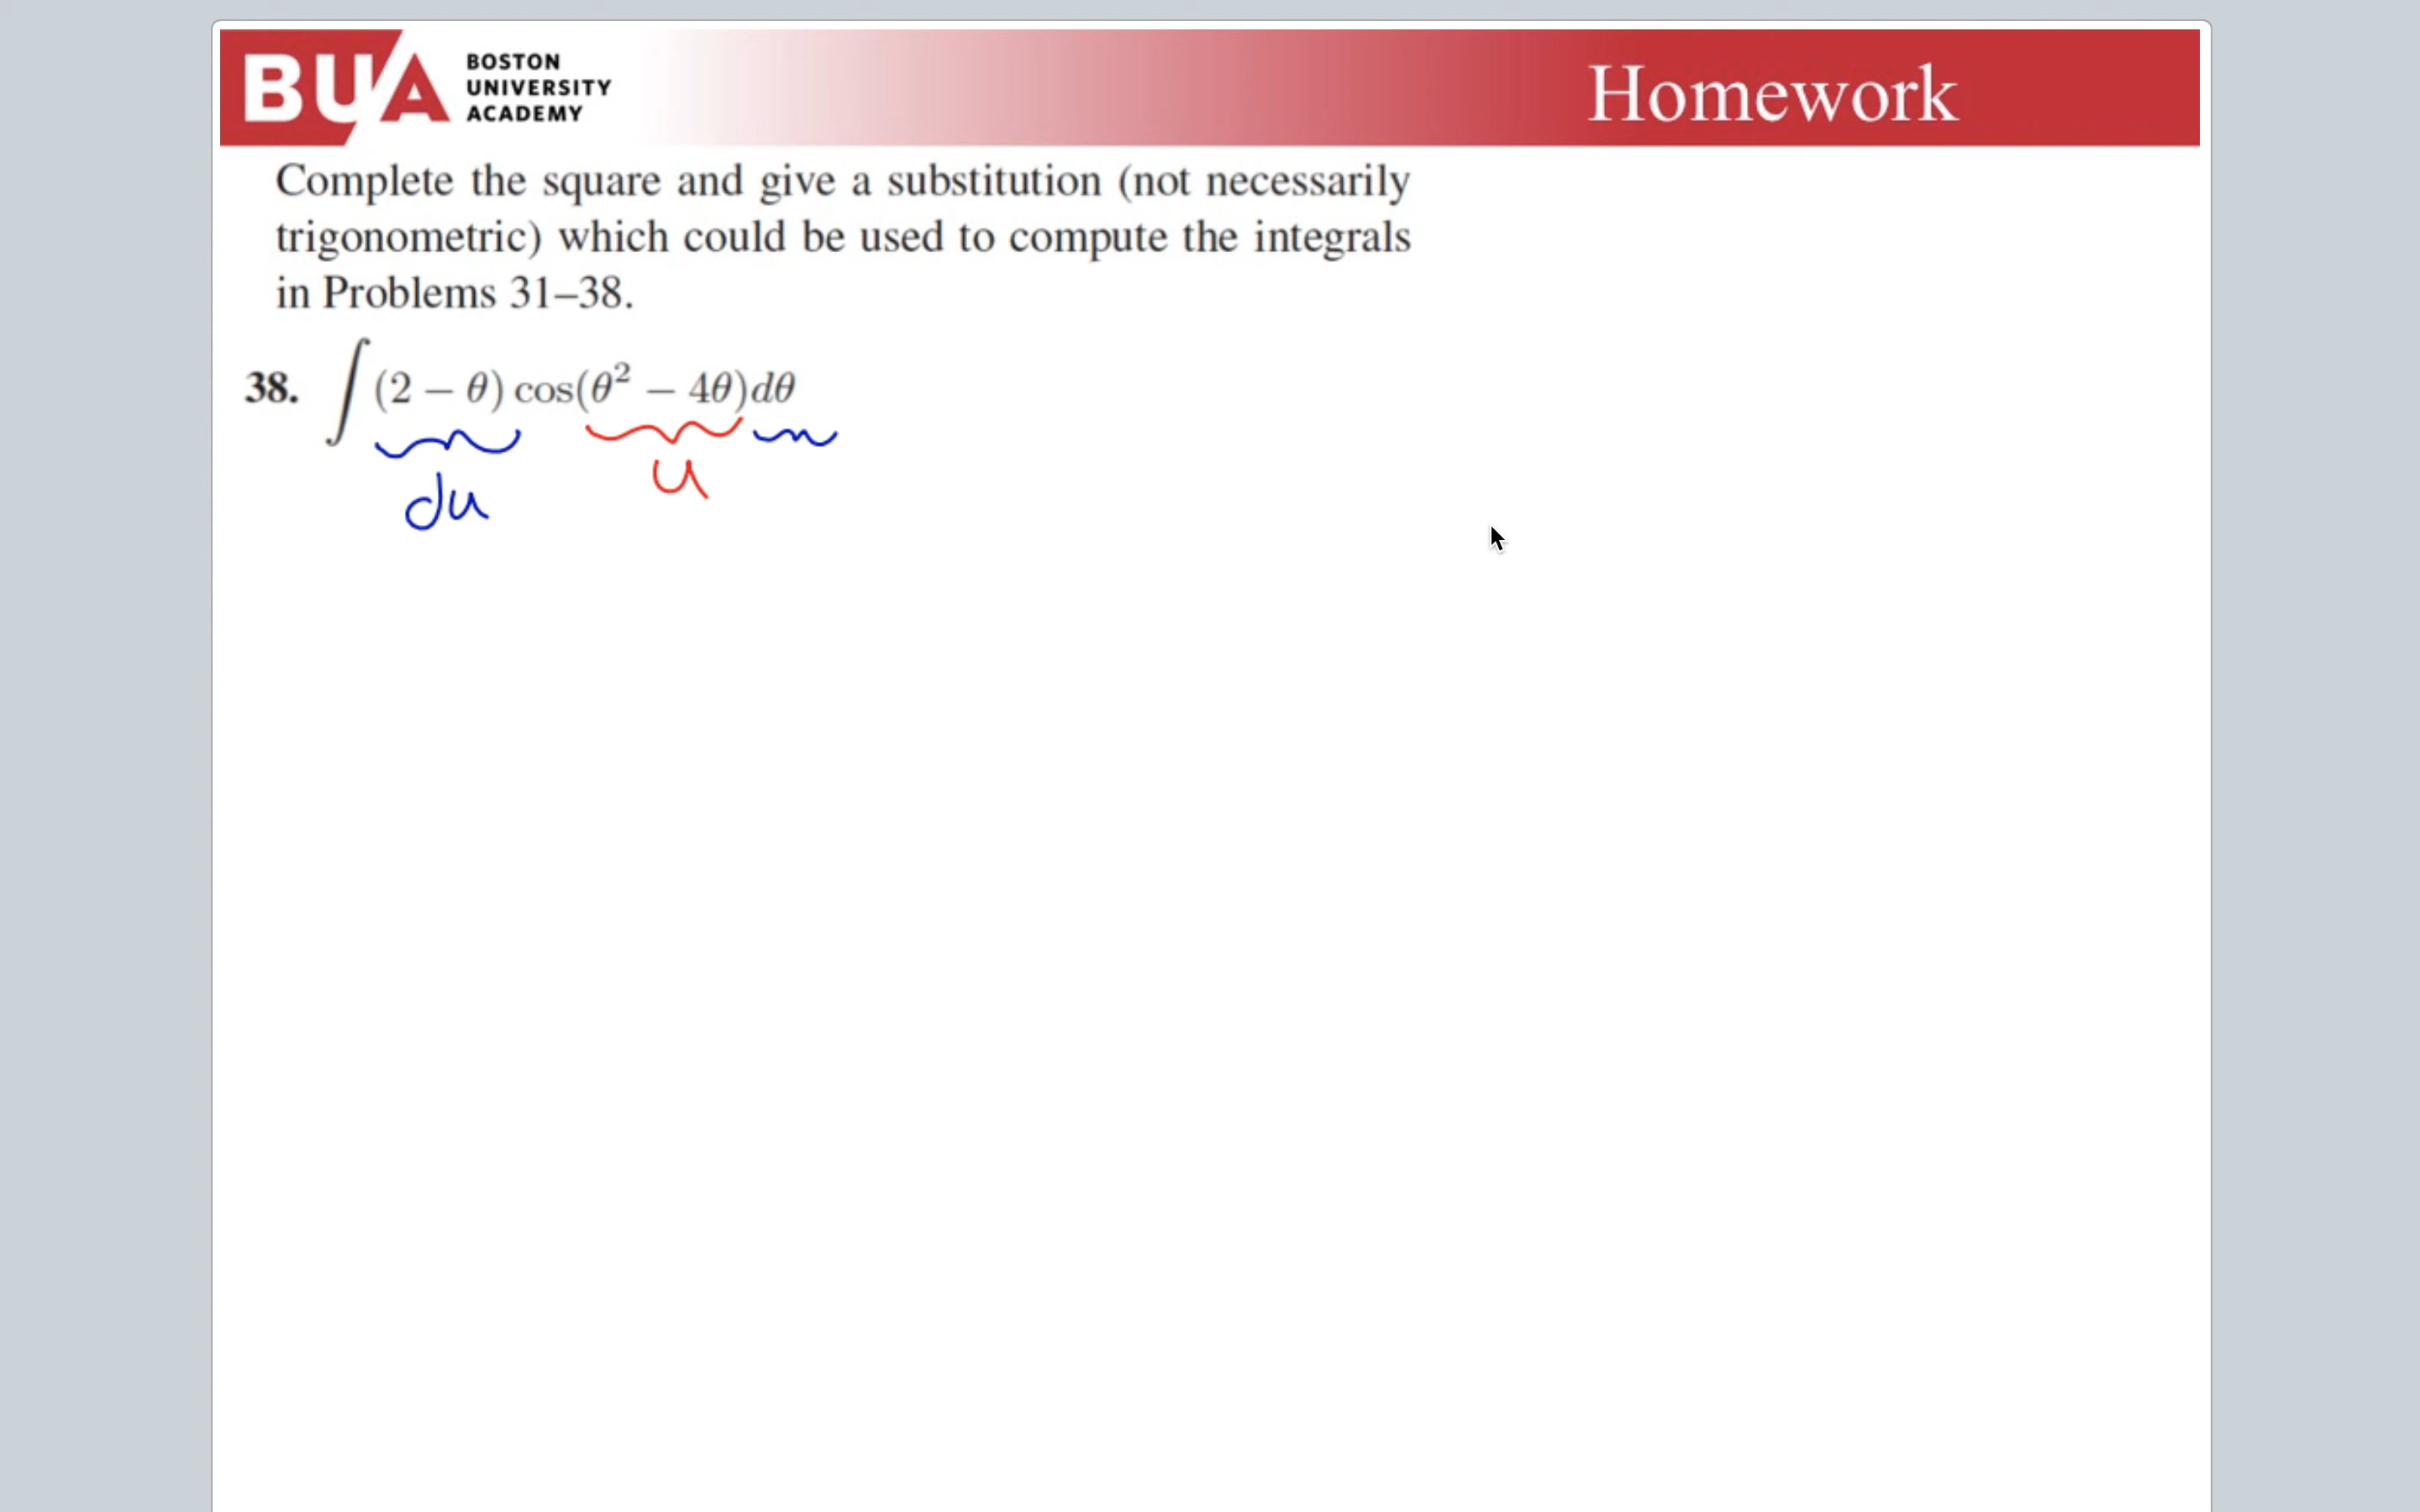 BUA
BOSTON
UNIVERSITY
ACADEMY
Homework
Complete the square and give a substitution (not necessarily
trigonometric) which could be used to compute the integrals
in Problems 31–38.
38. ∫ (2 − θ) cos(θ² − 4θ)dθ
du u